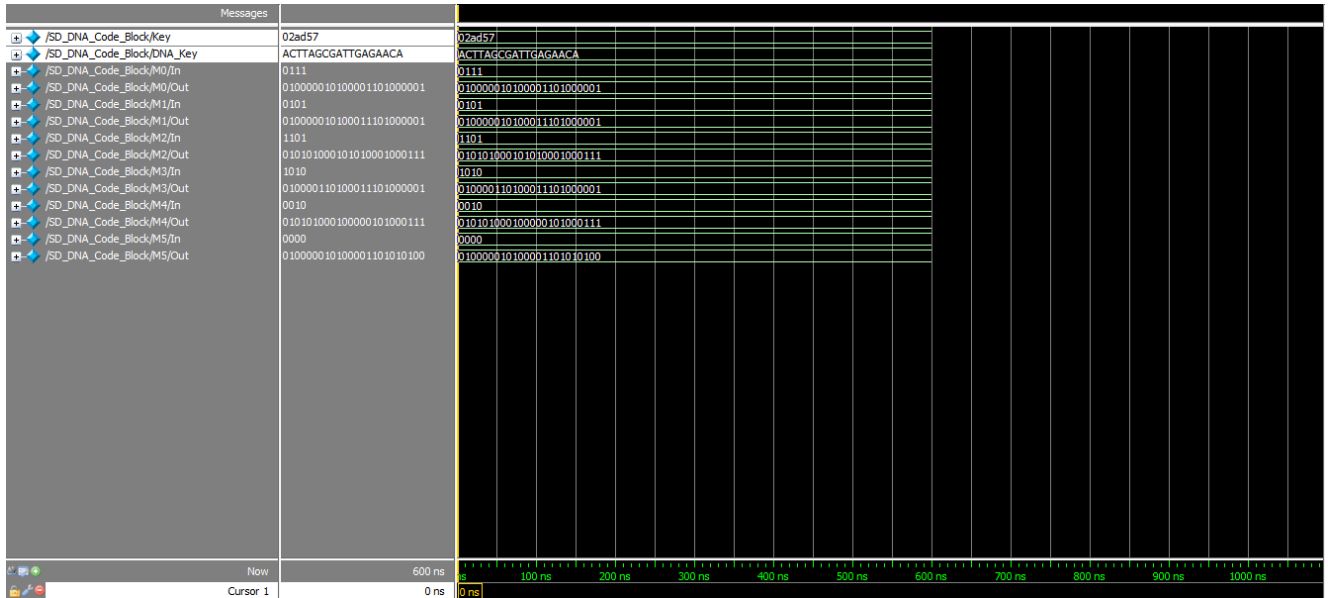 Messages
/SD_DNA_Code_Block/Key 02ad57 02ad57
/SD_DNA_Code_Block/DNA_Key ACTTAGCGATTGAGAACA ACTTAGCGATTGAGAACA
/SD_DNA_Code_Block/M0/In 0111 0111
/SD_DNA_Code_Block/M0/Out 010000010100001101000001 010000010100001101000001
/SD_DNA_Code_Block/M1/In 0101 0101
/SD_DNA_Code_Block/M1/Out 010000010100011101000001 010000010100011101000001
/SD_DNA_Code_Block/M2/In 1101 1101
/SD_DNA_Code_Block/M2/Out 010101000101010001000111 010101000101010001000111
/SD_DNA_Code_Block/M3/In 1010 1010
/SD_DNA_Code_Block/M3/Out 010000110100011101000001 010000110100011101000001
/SD_DNA_Code_Block/M4/In 0010 0010
/SD_DNA_Code_Block/M4/Out 010101000100000101000111 010101000100000101000111
/SD_DNA_Code_Block/M5/In 0000 0000
/SD_DNA_Code_Block/M5/Out 010000010100001101010100 010000010100001101010100
Now 600 ns ns 100 ns 200 ns 300 ns 400 ns 500 ns 600 ns 700 ns 800 ns 900 ns 1000 ns
Cursor 1 0 ns 0 ns